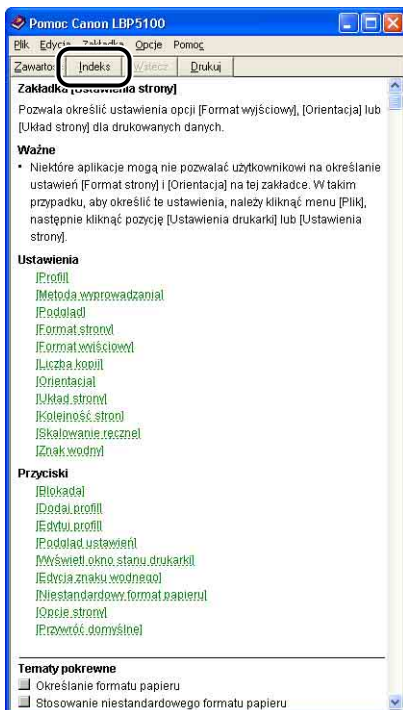 Pomoc Canon LBP5100
Plik Edycja Zakładka Opcje Pomoc
Zawartoś Indeks Wstecz Drukuj
Zakładka [Ustawienia strony]
Pozwala określić ustawienia opcji [Format wyjściowy], [Orientacja] lub
[Układ strony] dla drukowanych danych.
Ważne
• Niektóre aplikacje mogą nie pozwalać użytkownikowi na określanie
ustawień [Format strony] i [Orientacja] na tej zakładce. W takim
przypadku, aby określić te ustawienia, należy kliknąć menu [Plik],
następnie kliknąć pozycję [Ustawienia drukarki] lub [Ustawienia
strony].
Ustawienia
[Profil]
[Metoda wyprowadzania]
[Podgląd]
[Format strony]
[Format wyjściowy]
[Liczba kopii]
[Orientacja]
[Układ strony]
[Kolejność stron]
[Skalowanie ręczne]
[Znak wodny]
Przyciski
[Blokada]
[Dodaj profil]
[Edytuj profil]
[Podgląd ustawień]
[Wyświetl okno stanu drukarki]
[Edycja znaku wodnego]
[Niestandardowy format papieru]
[Opcje strony]
[Przywróć domyślne]
Tematy pokrewne
Określanie formatu papieru
Stosowanie niestandardowego formatu papieru